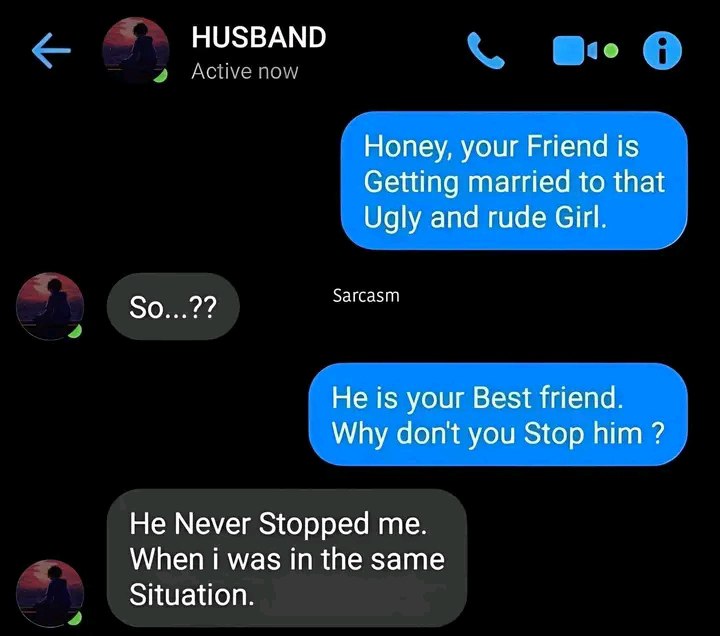 HUSBAND
Active now
Honey, your Friend is
Getting married to that
Ugly and rude Girl.
Sarcasm
So...??
He is your Best friend.
Why don't you Stop him ?
He Never Stopped me.
When i was in the same
Situation.